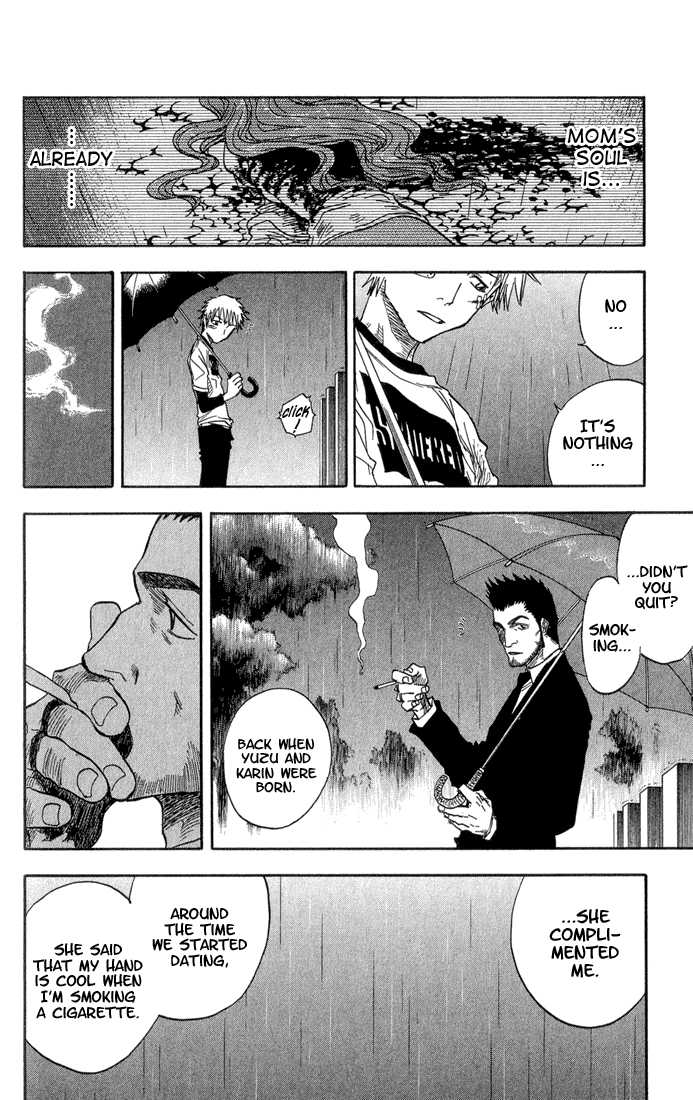 MOM'S
SOUL
IS...
......
ALREADY
......
NO
...
IT'S
NOTHING
...
click
!
...DIDN'T
YOU
QUIT?
SMOK-
ING...
BACK WHEN
YUZU AND
KARIN WERE
BORN.
...SHE
COMPLI-
MENTED
ME.
AROUND
THE TIME
WE STARTED
DATING,
SHE SAID
THAT MY HAND
IS COOL WHEN
I'M SMOKING
A CIGARETTE.